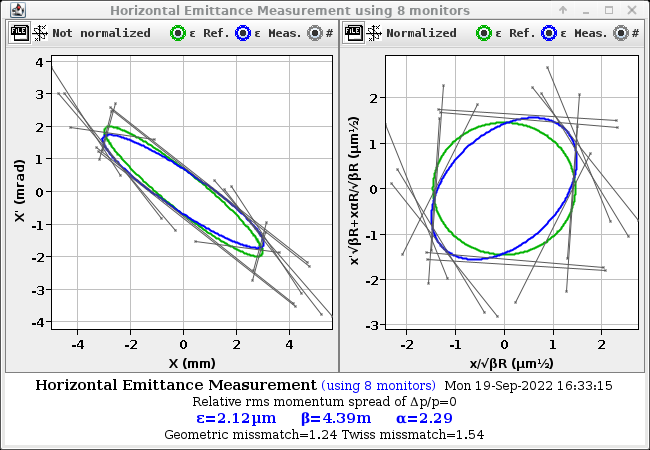 Horizontal Emittance Measurement using 8 monitors
FILE Not normalized ε Ref. ε Meas. #
FILE Normalized ε Ref. ε Meas. #
4
3
2
1
0
-1
-2
-3
-4
X' (mrad)
-4
-2
0
2
4
X (mm)
2
1
0
-1
-2
-3
x'√βR+xαR/√βR (µm½)
-2
-1
0
1
2
x/√βR (µm½)
Horizontal Emittance Measurement (using 8 monitors) Mon 19-Sep-2022 16:33:15
Relative rms momentum spread of Δp/p=0
ε=2.12µm β=4.39m α=2.29
Geometric missmatch=1.24 Twiss missmatch=1.54